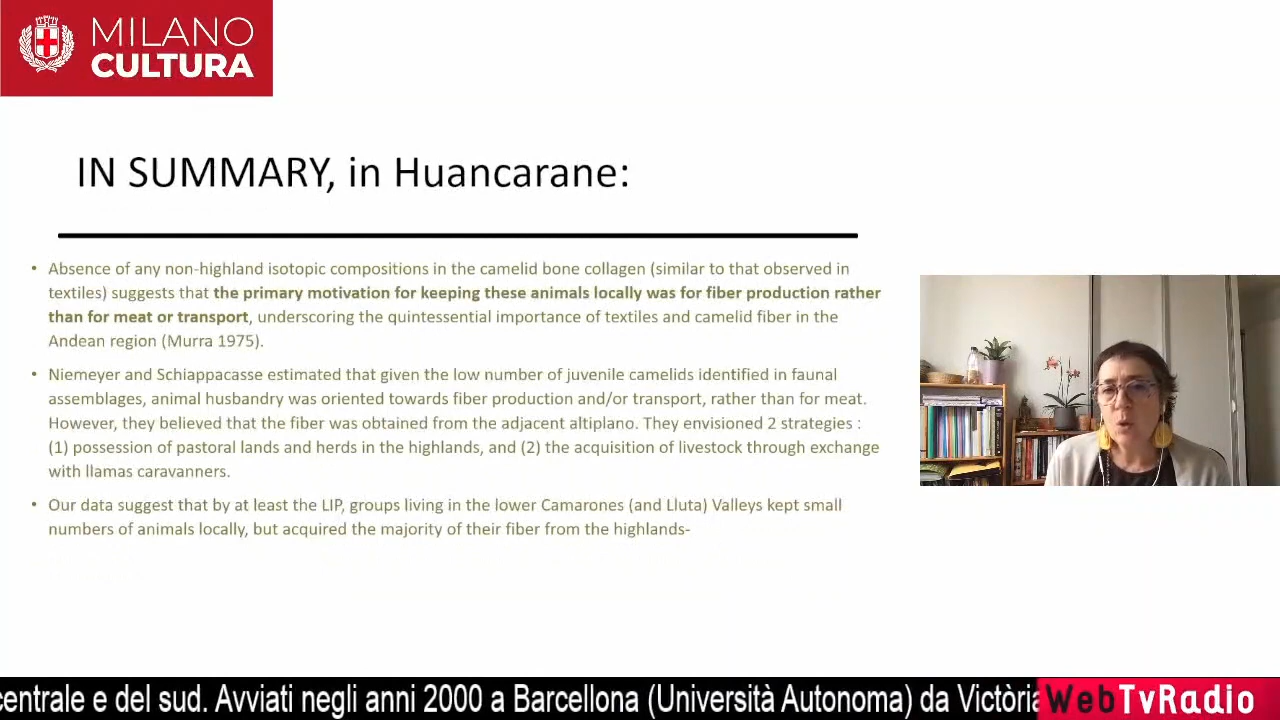 MILANO
CULTURA
IN SUMMARY, in Huancarane:
• Absence of any non-highland isotopic compositions in the camelid bone collagen (similar to that observed in
textiles) suggests that the primary motivation for keeping these animals locally was for fiber production rather
than for meat or transport, underscoring the quintessential importance of textiles and camelid fiber in the
Andean region (Murra 1975).
• Niemeyer and Schiappacasse estimated that given the low number of juvenile camelids identified in faunal
assemblages, animal husbandry was oriented towards fiber production and/or transport, rather than for meat.
However, they believed that the fiber was obtained from the adjacent altiplano. They envisioned 2 strategies :
(1) possession of pastoral lands and herds in the highlands, and (2) the acquisition of livestock through exchange
with llamas caravanners.
• Our data suggest that by at least the LIP, groups living in the lower Camarones (and Lluta) Valleys kept small
numbers of animals locally, but acquired the majority of their fiber from the highlands-
centrale e del sud. Avviati negli anni 2000 a Barcellona (Università Autonoma) da Victòria
WebTvRadio